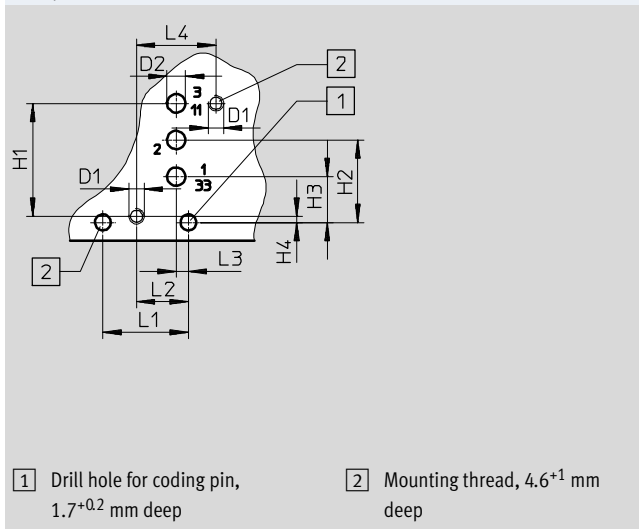 L4
D2
2
3
11
1
D1
2
H1
1
33
D1
H3
H2
H4
2
L3
L2
L1
1 Drill hole for coding pin,
1.7+0.2 mm deep
2 Mounting thread, 4.6+1 mm
deep